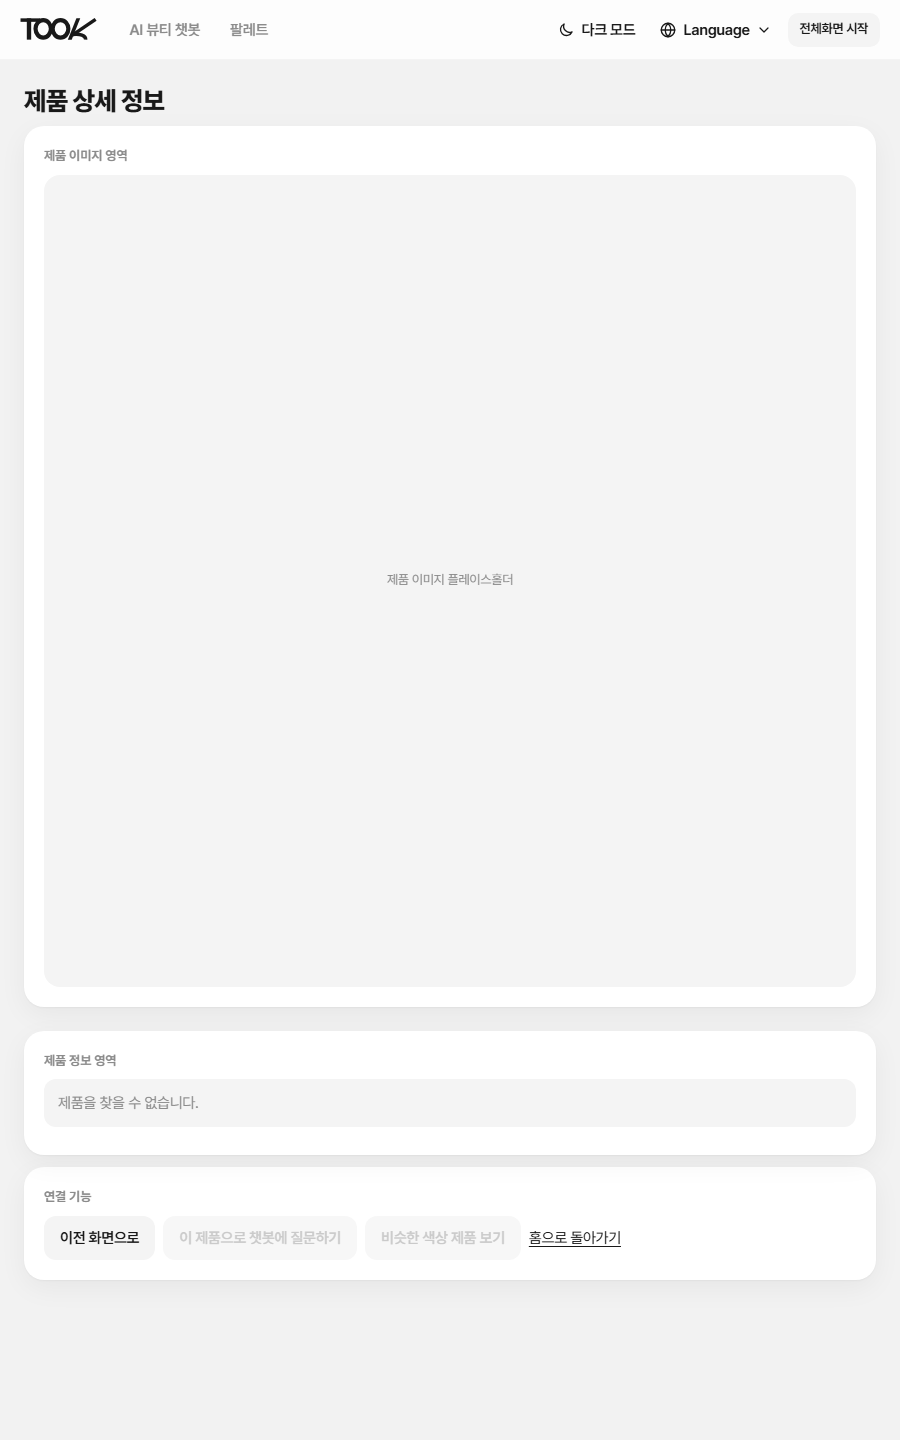 TOOK
AI 뷰티 챗봇
팔레트
다크 모드
Language
전체화면 시작
제품 상세 정보
제품 이미지 영역
제품 이미지 플레이스홀더
제품 정보 영역
제품을 찾을 수 없습니다.
연결 기능
이전 화면으로
이 제품으로 챗봇에 질문하기
비슷한 색상 제품 보기
홈으로 돌아가기